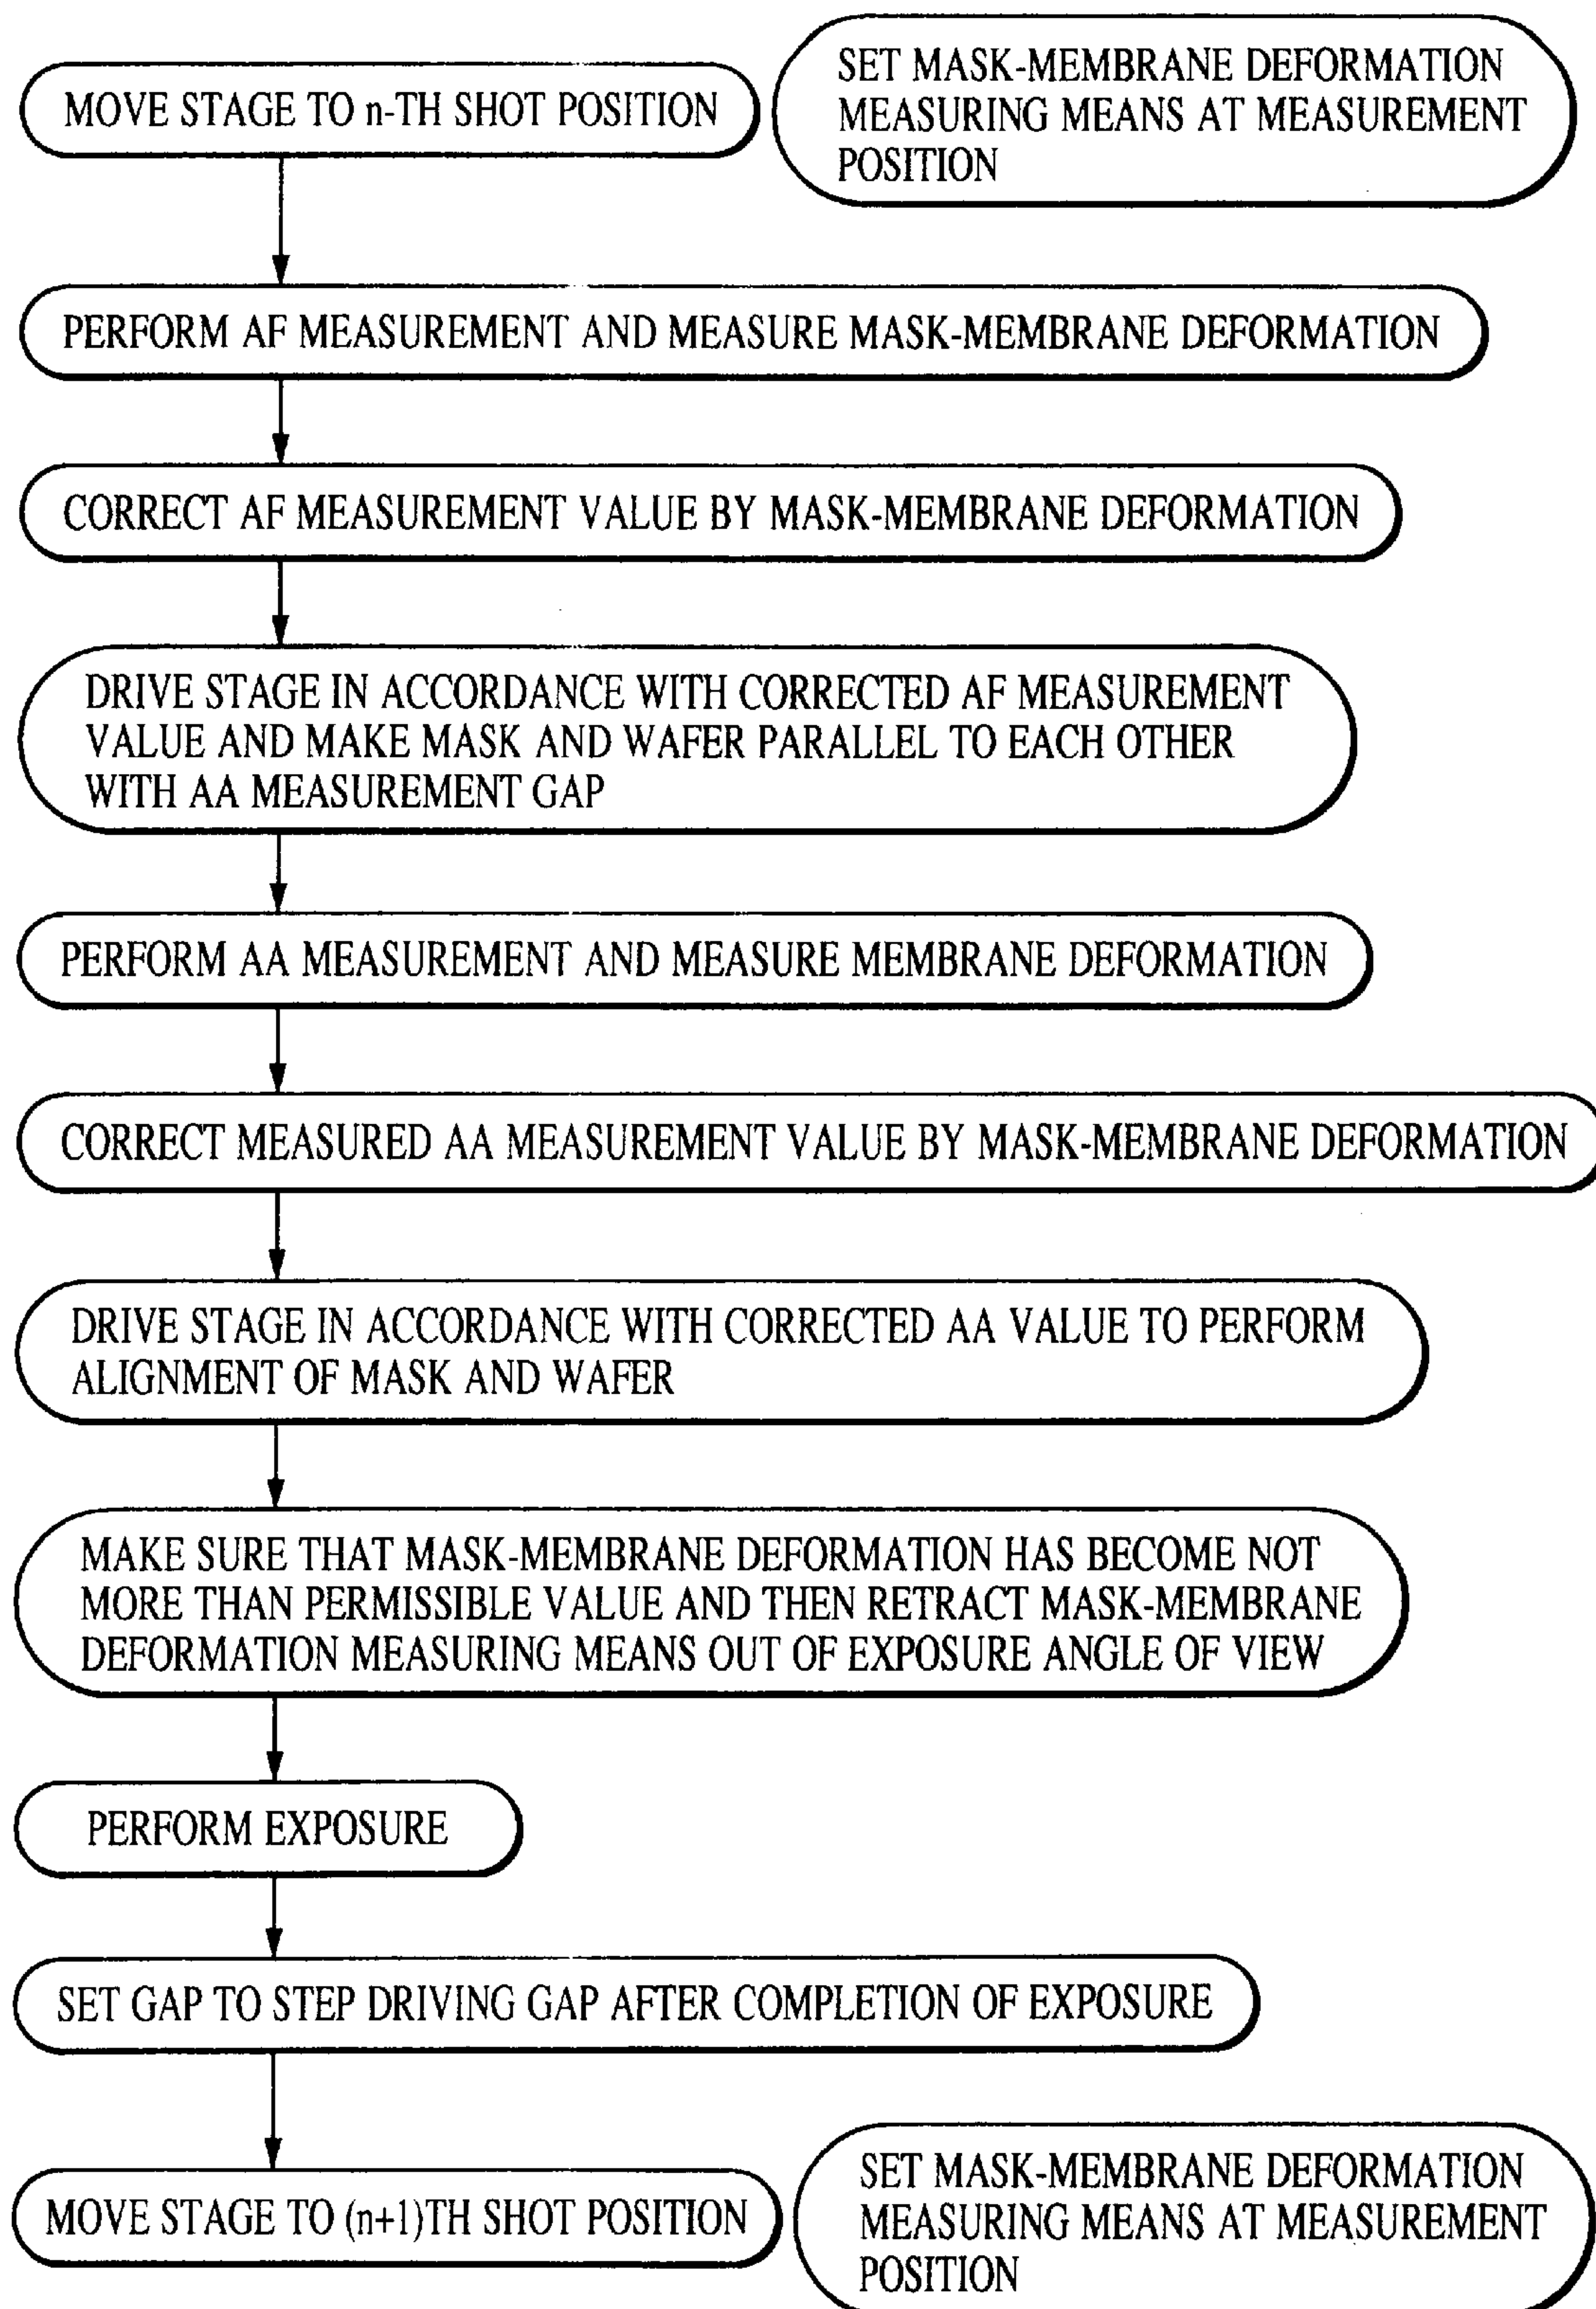 MOVE STAGE TO n-TH SHOT POSITION
SET MASK-MEMBRANE DEFORMATION
MEASURING MEANS AT MEASUREMENT
POSITION
PERFORM AF MEASUREMENT AND MEASURE MASK-MEMBRANE DEFORMATION
CORRECT AF MEASUREMENT VALUE BY MASK-MEMBRANE DEFORMATION
DRIVE STAGE IN ACCORDANCE WITH CORRECTED AF MEASUREMENT
VALUE AND MAKE MASK AND WAFER PARALLEL TO EACH OTHER
WITH AA MEASUREMENT GAP
PERFORM AA MEASUREMENT AND MEASURE MEMBRANE DEFORMATION
CORRECT MEASURED AA MEASUREMENT VALUE BY MASK-MEMBRANE DEFORMATION
DRIVE STAGE IN ACCORDANCE WITH CORRECTED AA VALUE TO PERFORM
ALIGNMENT OF MASK AND WAFER
MAKE SURE THAT MASK-MEMBRANE DEFORMATION HAS BECOME NOT
MORE THAN PERMISSIBLE VALUE AND THEN RETRACT MASK-MEMBRANE
DEFORMATION MEASURING MEANS OUT OF EXPOSURE ANGLE OF VIEW
PERFORM EXPOSURE
SET GAP TO STEP DRIVING GAP AFTER COMPLETION OF EXPOSURE
MOVE STAGE TO (n+1)TH SHOT POSITION
SET MASK-MEMBRANE DEFORMATION
MEASURING MEANS AT MEASUREMENT
POSITION